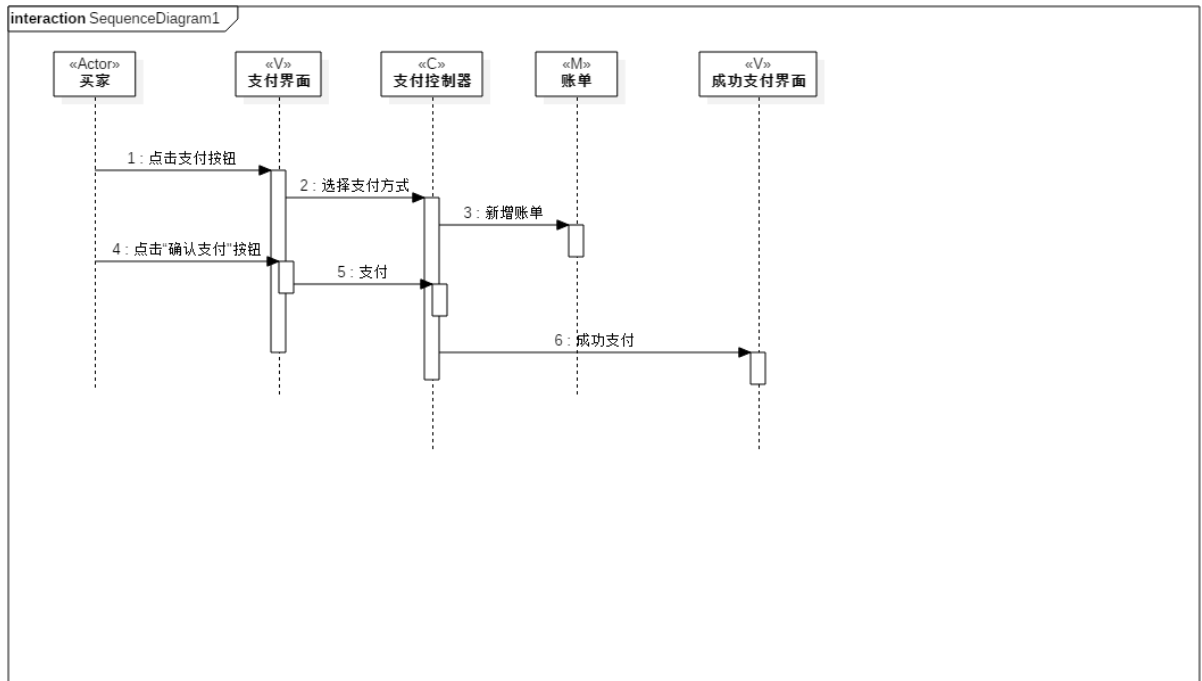 interaction SequenceDiagram1
«Actor»
买家
«V»
支付界面
«C»
支付控制器
«M»
账单
«V»
成功支付界面
1 : 点击支付按钮
2 : 选择支付方式
3 : 新增账单
4 : 点击“确认支付”按钮
5 : 支付
6 : 成功支付